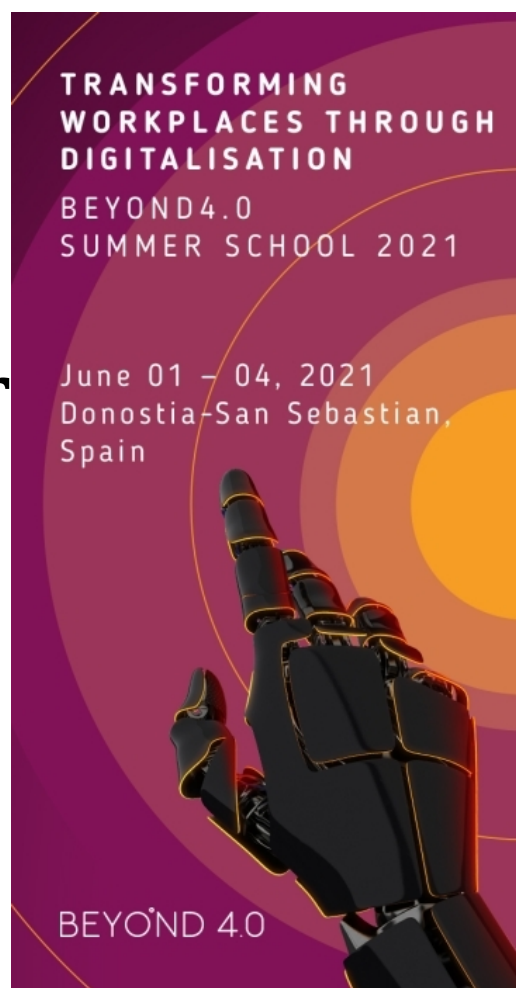 TRANSFORMING
WORKPLACES THROUGH
DIGITALISATION
BEYOND4.0
SUMMER SCHOOL 2021
June 01 – 04, 2021
Donostia-San Sebastian,
Spain
BEYOND 4.0